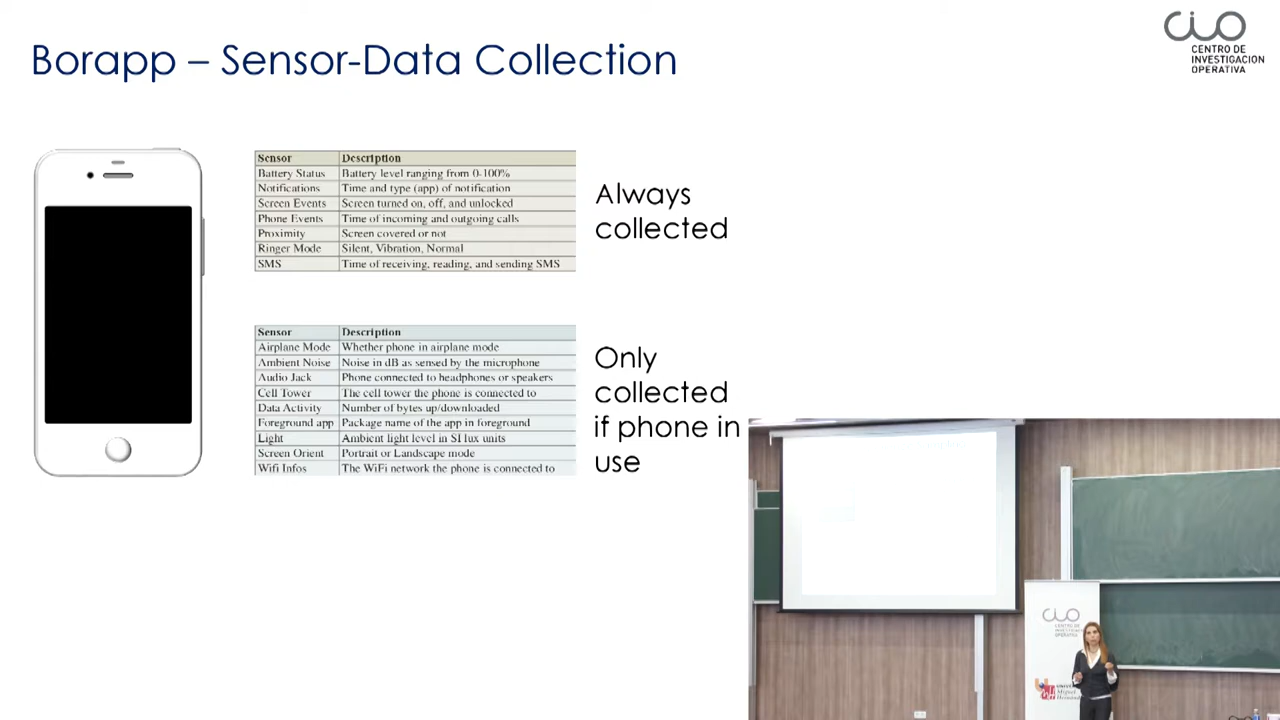 Borapp – Sensor-Data Collection
CIO
CENTRO DE
INVESTIGACION
OPERATIVA
Sensor Description
Battery Status Battery level ranging from 0-100%
Notifications Time and type (app) of notification
Screen Events Screen turned on, off, and unlocked
Phone Events Time of incoming and outgoing calls
Proximity Screen covered or not
Ringer Mode Silent, Vibration, Normal
SMS Time of receiving, reading, and sending SMS
Always
collected
Sensor Description
Airplane Mode Whether phone in airplane mode
Ambient Noise Noise in dB as sensed by the microphone
Audio Jack Phone connected to headphones or speakers
Cell Tower The cell tower the phone is connected to
Data Activity Number of bytes up/downloaded
Foreground app Package name of the app in foreground
Light Ambient light level in SI lux units
Screen Orient Portrait or Landscape mode
Wifi Infos The WiFi network the phone is connected to
Only
collected
if phone in
use
CIO
CENTRO DE
OPERATIVA
Miguel